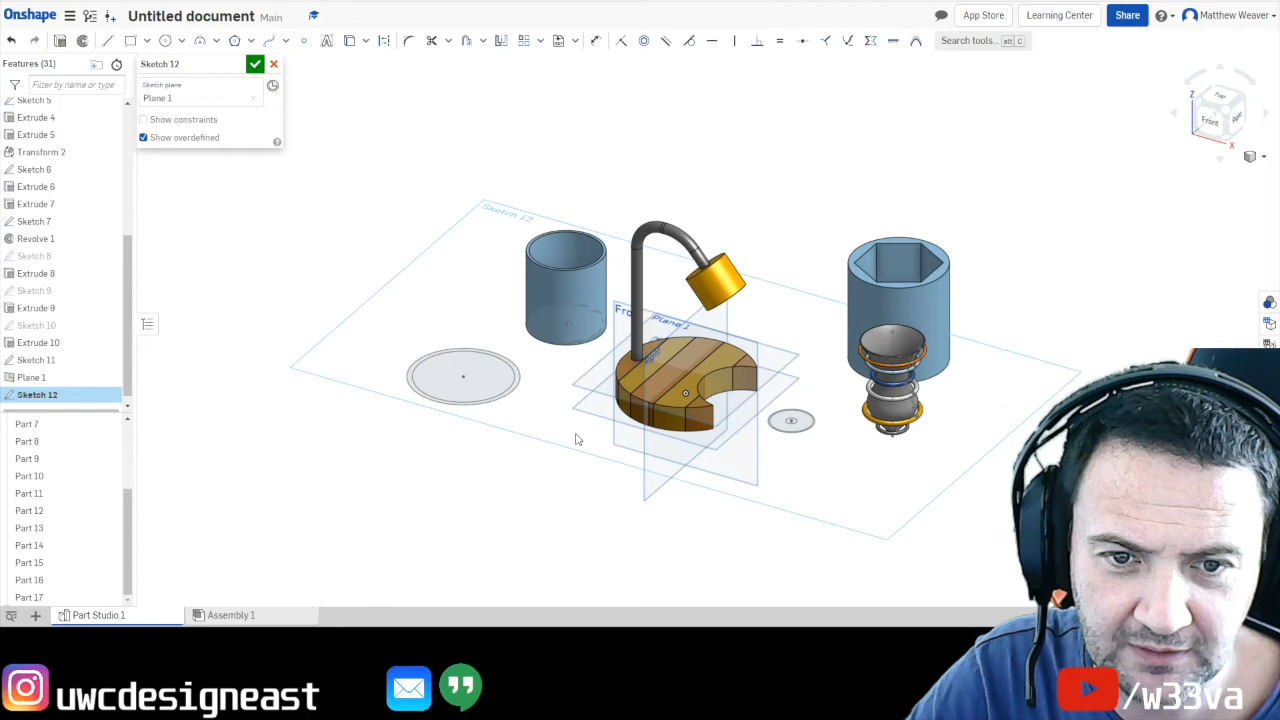 Onshape
Untitled document Main
App Store
Learning Center
Share
Matthew Weaver
Search tools... alt C
Features (31)
Filter by name or type
Sketch 5
Extrude 4
Extrude 5
Transform 2
Sketch 6
Extrude 6
Extrude 7
Sketch 7
Revolve 1
Sketch 8
Extrude 8
Sketch 9
Extrude 9
Sketch 10
Extrude 10
Sketch 11
Plane 1
Sketch 12
Part 7
Part 8
Part 9
Part 10
Part 11
Part 12
Part 13
Part 14
Part 15
Part 16
Part 17
Sketch 12
Sketch plane
Plane 1
Show constraints
Show overdefined
Sketch 12
Fro
Plane 1
Z
Top
Front
Right
X
Part Studio 1
Assembly 1
uwcdesigneast
/w33va